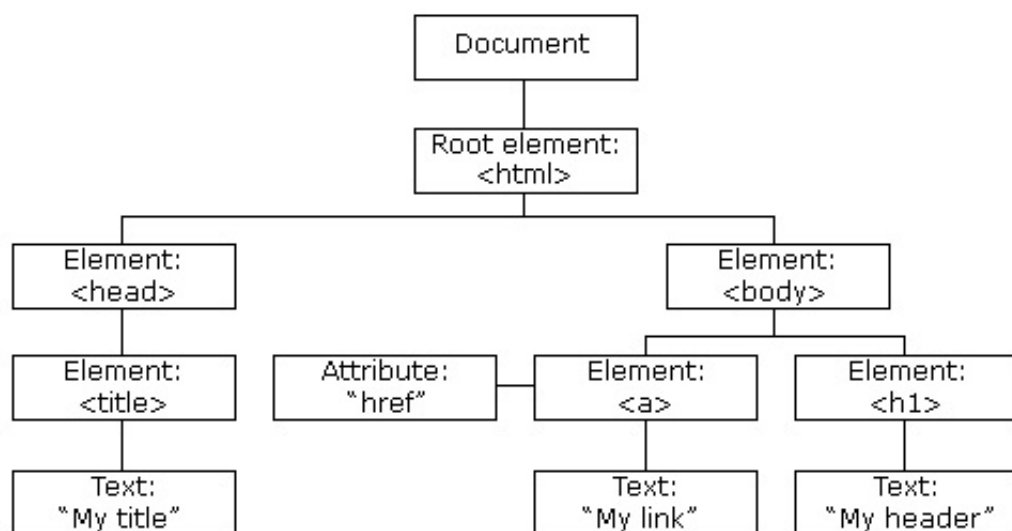 Document
Root element:
<html>
Element:
<head>
Element:
<body>
Element:
<title>
Attribute:
“href”
Element:
<a>
Element:
<h1>
Text:
“My title”
Text:
“My link”
Text:
“My header”